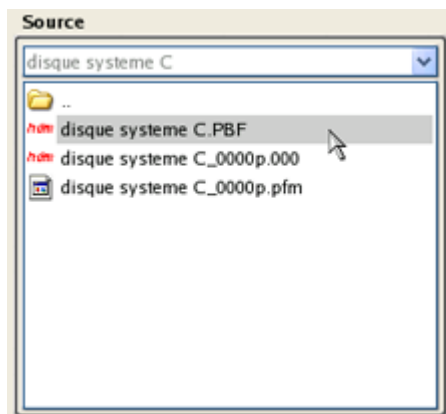 Source
disque systeme C
..
hdm disque systeme C.PBF
hdm disque systeme C_0000p.000
disque systeme C_0000p.pfm